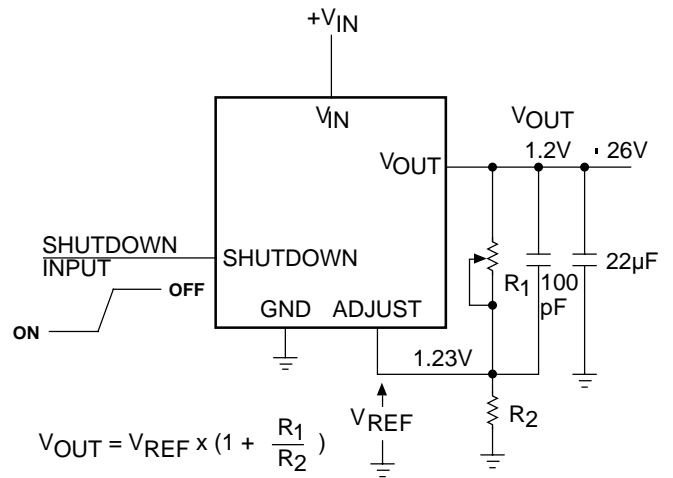 +VIN
VIN
VOUT
VOUT
1.2V · 26V
SHUTDOWN
INPUT
SHUTDOWN
OFF
ON
GND ADJUST
R1
100
pF
22µF
1.23V
VREF
R2
VOUT = VREF x (1 + R1
R2 )